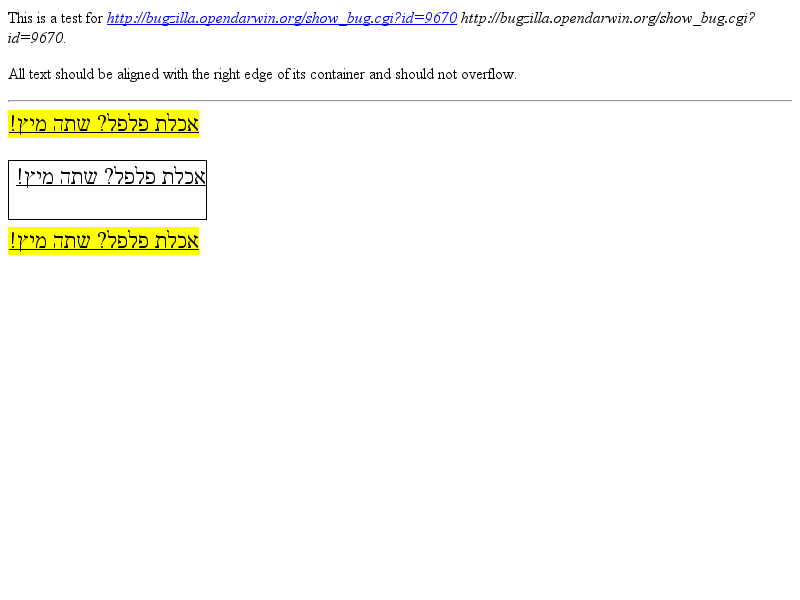 This is a test for http://bugzilla.opendarwin.org/show_bug.cgi?id=9670 http://bugzilla.opendarwin.org/show_bug.cgi?
id=9670.
All text should be aligned with the right edge of its container and should not overflow.
אכלת פלפל? שתה מיץ!
אכלת פלפל? שתה מיץ!
אכלת פלפל? שתה מיץ!